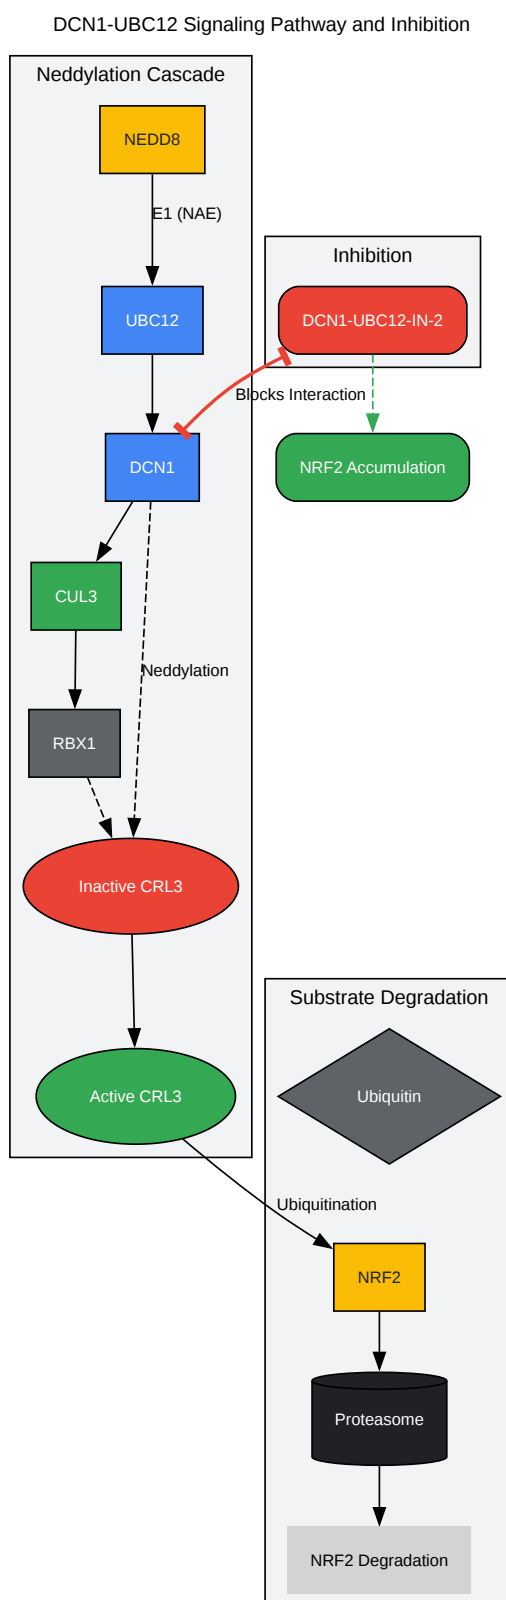 DCN1-UBC12 Signaling Pathway and Inhibition
Neddylation Cascade
NEDD8
E1 (NAE)
Inhibition
UBC12
DCN1-UBC12-IN-2
Blocks Interaction
DCN1
NRF2 Accumulation
CUL3
Neddylation
RBX1
Inactive CRL3
Substrate Degradation
Active CRL3
Ubiquitin
Ubiquitination
NRF2
Proteasome
NRF2 Degradation